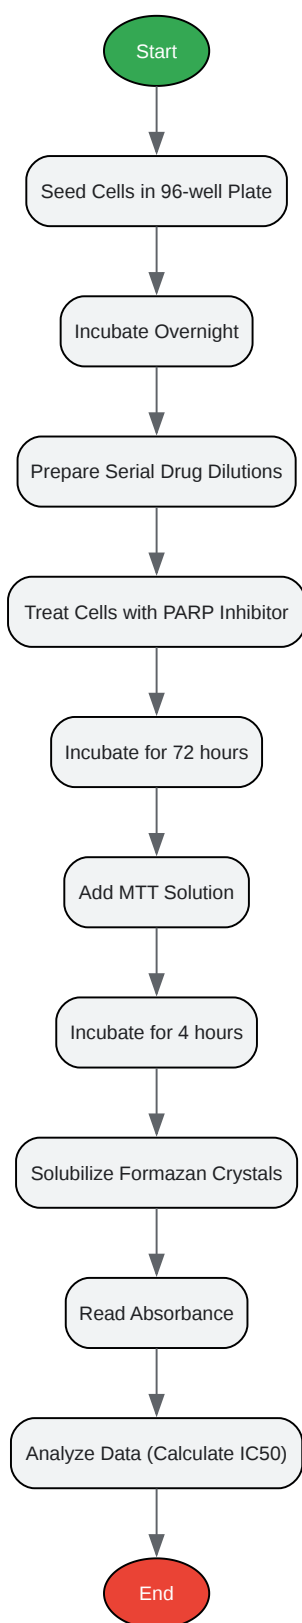 Start
Seed Cells in 96-well Plate
Incubate Overnight
Prepare Serial Drug Dilutions
Treat Cells with PARP Inhibitor
Incubate for 72 hours
Add MTT Solution
Incubate for 4 hours
Solubilize Formazan Crystals
Read Absorbance
Analyze Data (Calculate IC50)
End